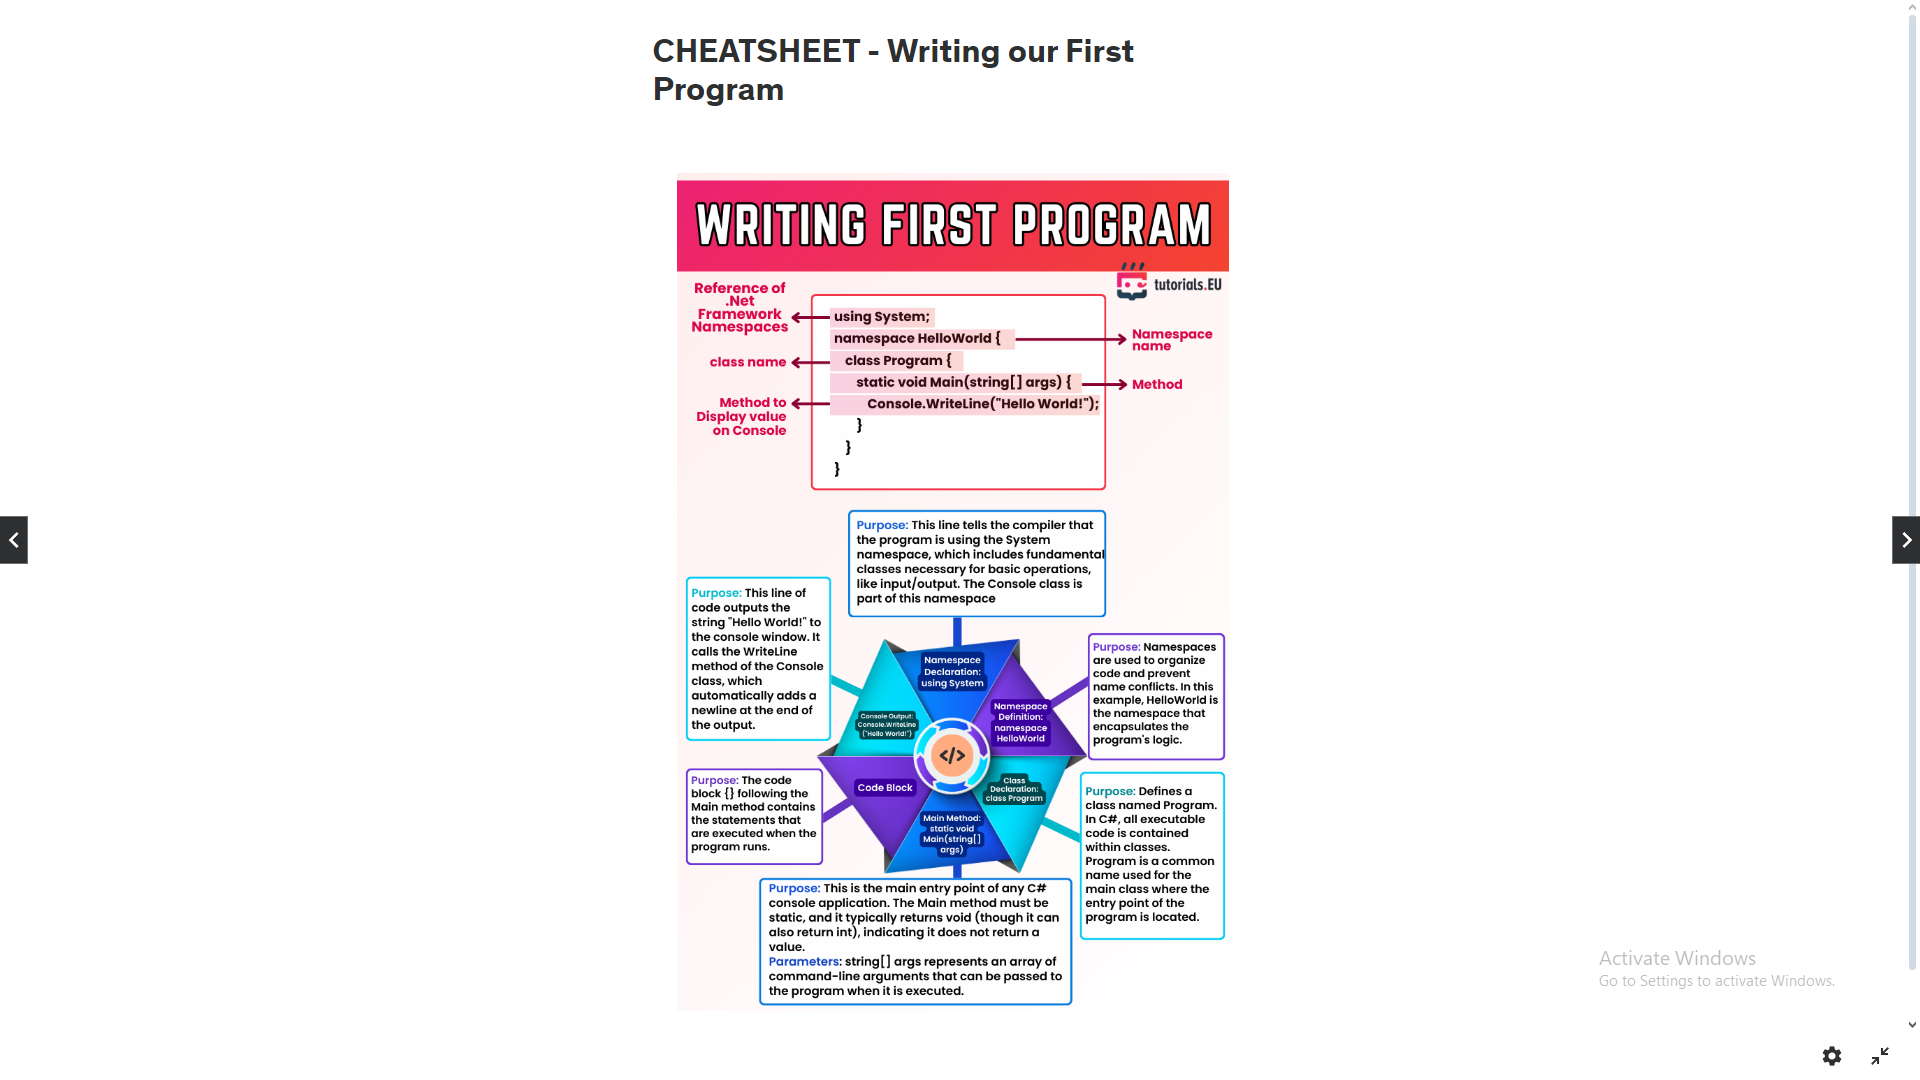 CHEATSHEET - Writing our First
Program
WRITING FIRST PROGRAM
tutorials.EU
Reference of
.Net
Framework
Namespaces
class name
Method to
Display value
on Console
using System;
namespace HelloWorld {
class Program {
static void Main(string[] args) {
Console.WriteLine("Hello World!");
}
}
}
Namespace
name
Method
Purpose: This line tells the compiler that
the program is using the System
namespace, which includes fundamental
classes necessary for basic operations,
like input/output. The Console class is
part of this namespace
Purpose: This line of
code outputs the
string "Hello World!" to
the console window. It
calls the WriteLine
method of the Console
class, which
automatically adds a
newline at the end of
the output.
Purpose: Namespaces
are used to organize
code and prevent
name conflicts. In this
example, HelloWorld is
the namespace that
encapsulates the
program's logic.
Namespace
Declaration:
using System
Namespace
Definition:
namespace
HelloWorld
Console Output:
Console.WriteLine
("Hello World!")
</>
Code Block
Class
Declaration:
class Program
Main Method:
static void
Main(string[]
args)
Purpose: The code
block {} following the
Main method contains
the statements that
are executed when the
program runs.
Purpose: Defines a
class named Program.
In C#, all executable
code is contained
within classes.
Program is a common
name used for the
main class where the
entry point of the
program is located.
Purpose: This is the main entry point of any C#
console application. The Main method must be
static, and it typically returns void (though it can
also return int), indicating it does not return a
value.
Parameters: string[] args represents an array of
command-line arguments that can be passed to
the program when it is executed.
Activate Windows
Go to Settings to activate Windows.